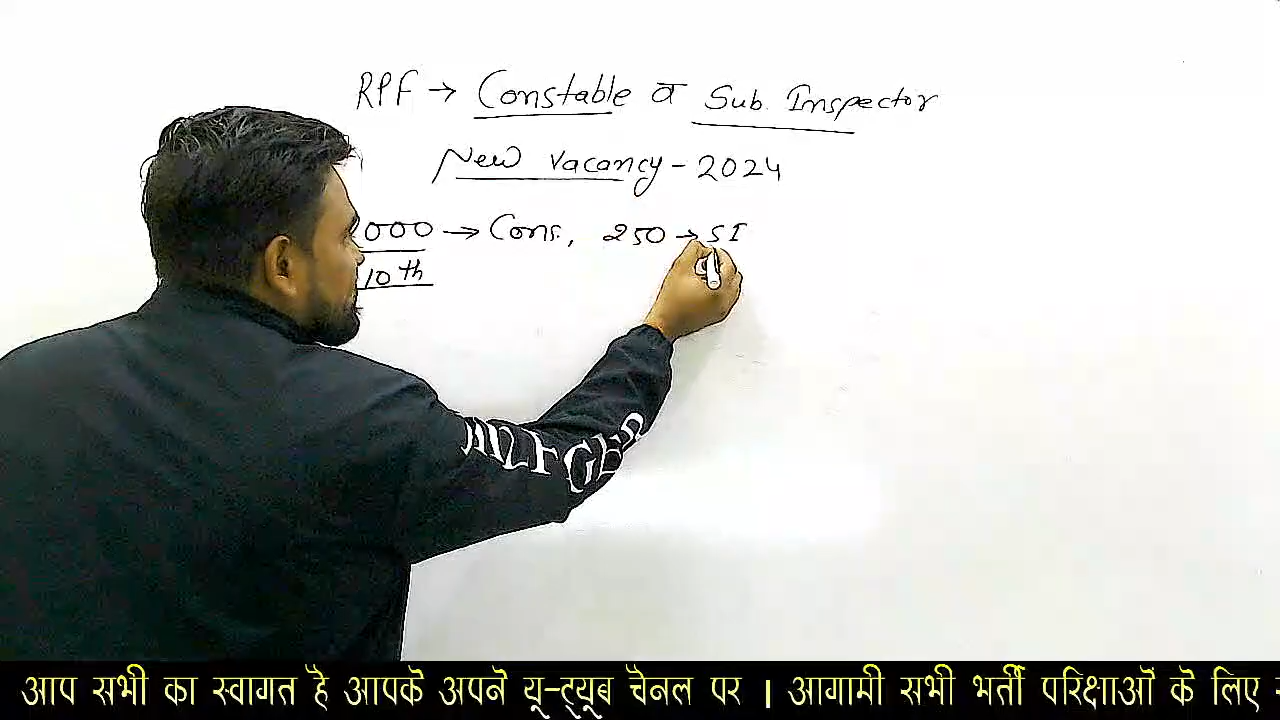 RPF → Constable व Sub. Inspector
New Vacancy - 2024
000 → Cons., 250 → SI
10th
आप सभी का स्वागत है आपके अपने यू-ट्यूब चैनल पर । आगामी सभी भर्ती परिक्षाओं के लिए